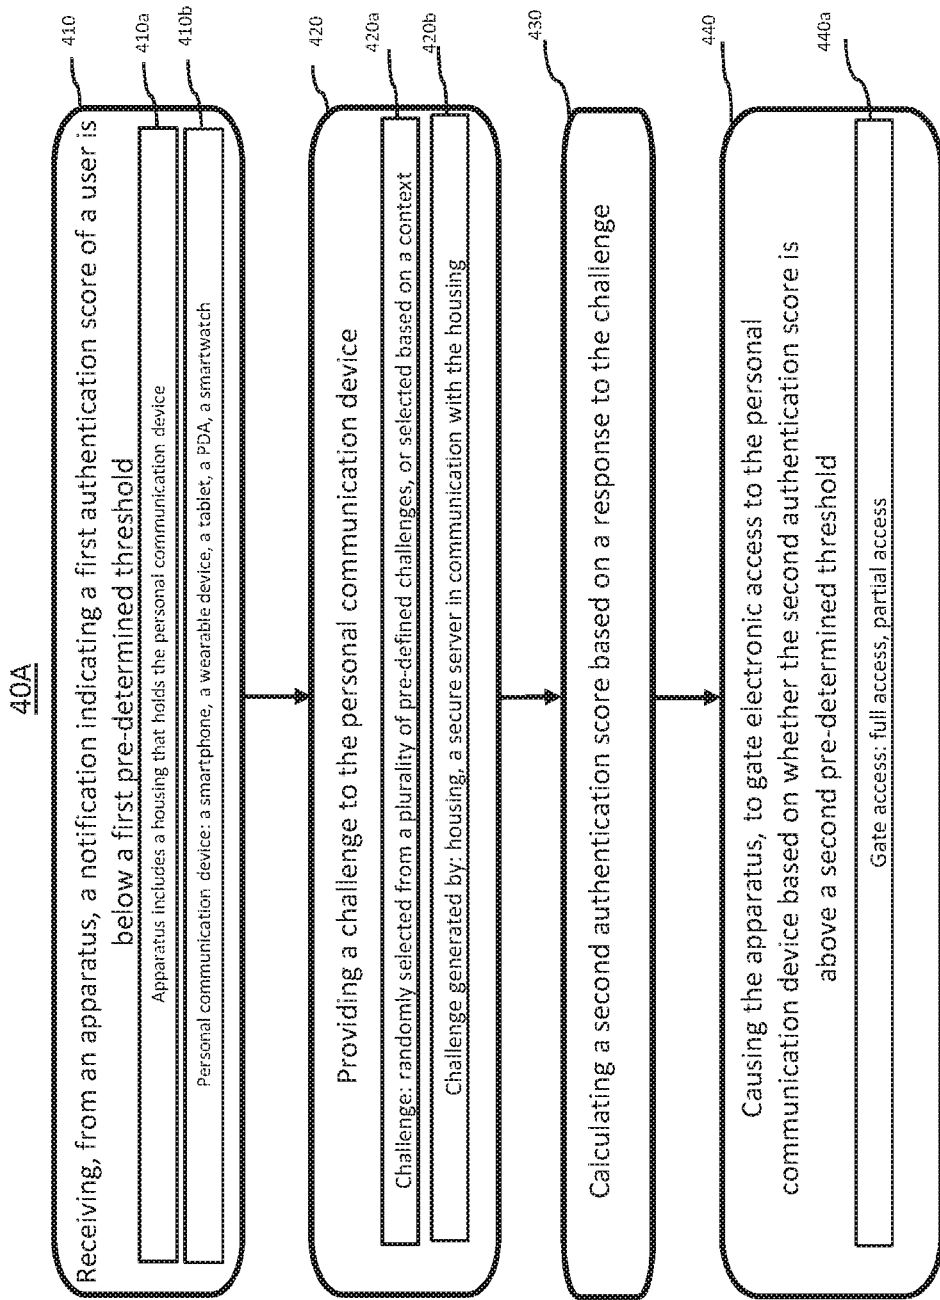 40A
Receiving, from an apparatus, a notification indicating a first authentication score of a user is
below a first pre-determined threshold
Apparatus includes a housing that holds the personal communication device
Personal communication device: a smartphone, a wearable device, a tablet, a PDA, a smartwatch
410
410a
410b
Providing a challenge to the personal communication device
Challenge: randomly selected from a plurality of pre-defined challenges, or selected based on a context
Challenge generated by: housing, a secure server in communication with the housing
420
420a
420b
Calculating a second authentication score based on a response to the challenge
430
Causing the apparatus, to gate electronic access to the personal
communication device based on whether the second authentication score is
above a second pre-determined threshold
Gate access: full access, partial access
440
440a